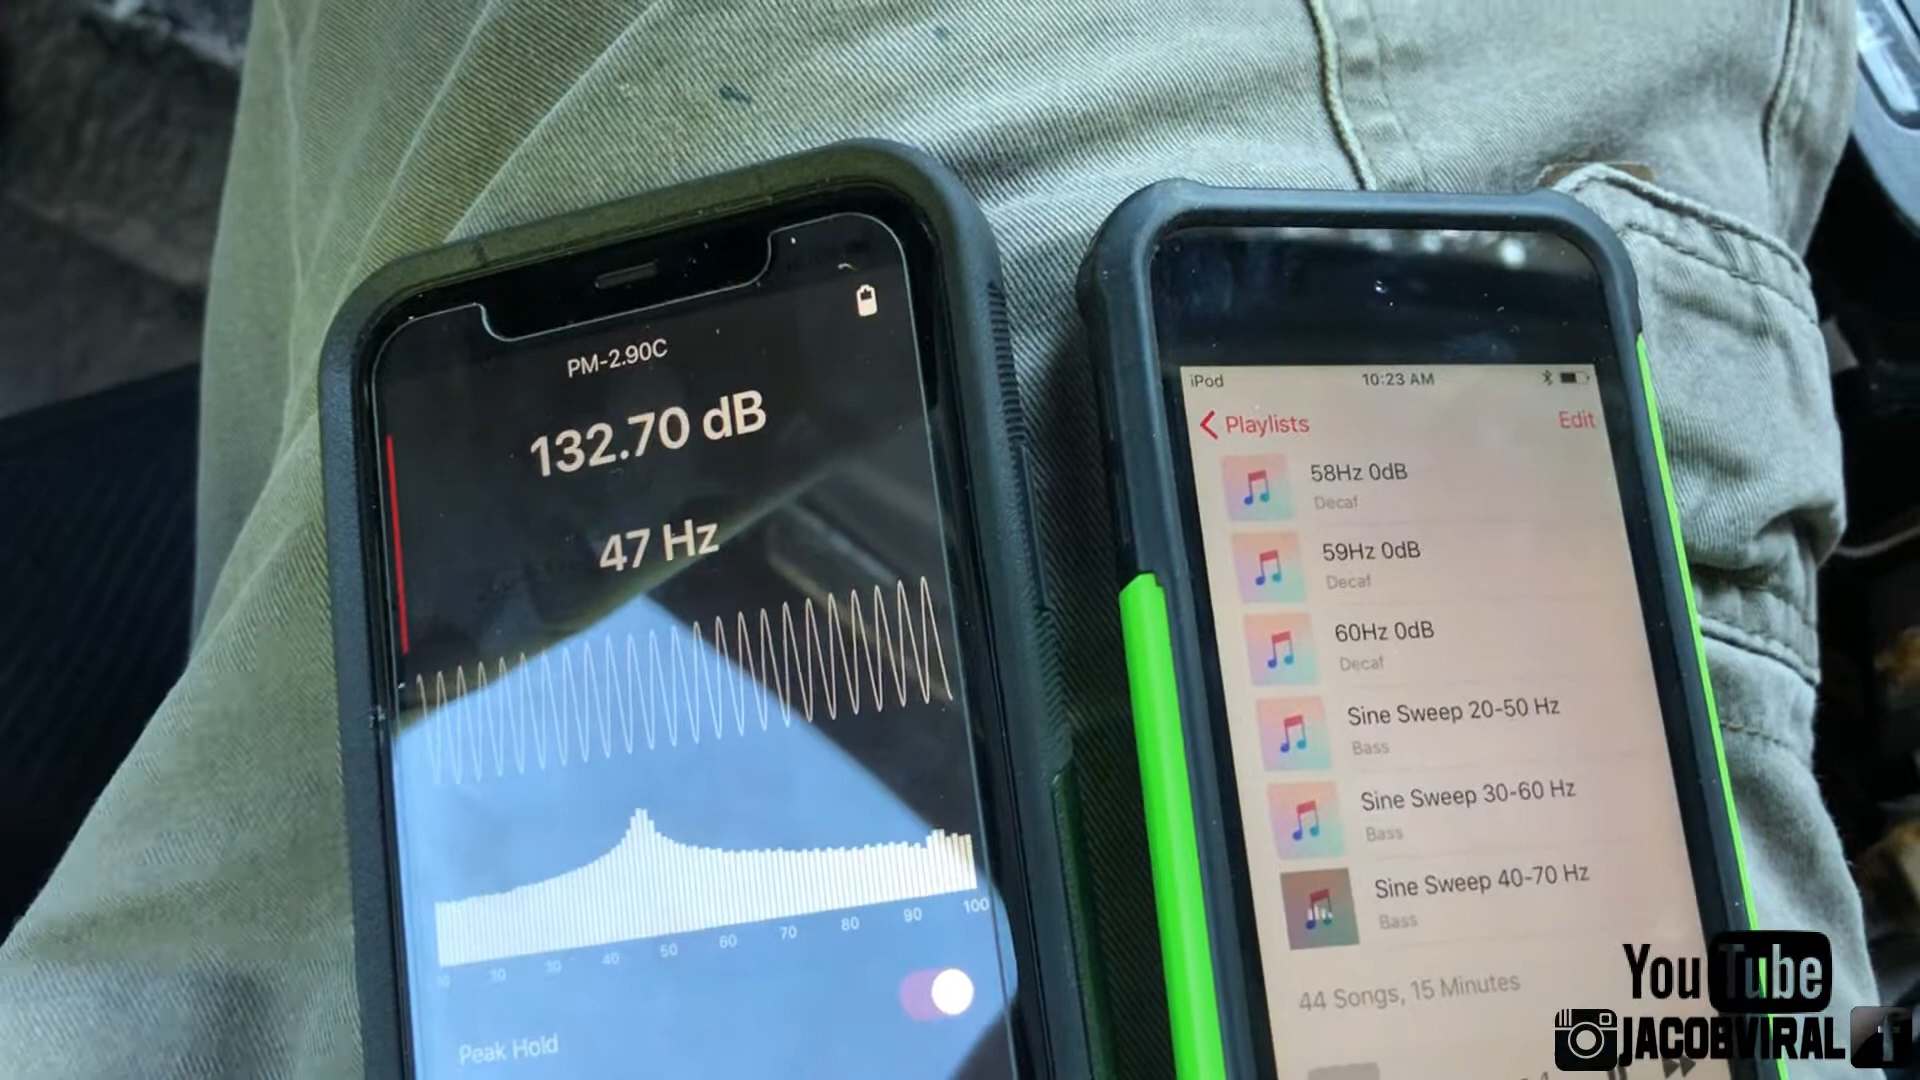 PM-2.90C
132.70 dB
47 Hz
50
60
70
80
90
100
Peak Hold
iPod
10:23 AM
Playlists
Edit
58Hz 0dB
Decaf
59Hz 0dB
Decaf
60Hz 0dB
Decaf
Sine Sweep 20-50 Hz
Bass
Sine Sweep 30-60 Hz
Bass
Sine Sweep 40-70 Hz
Bass
44 Songs, 15 Minutes
YouTube
JACOBVIRAL
f